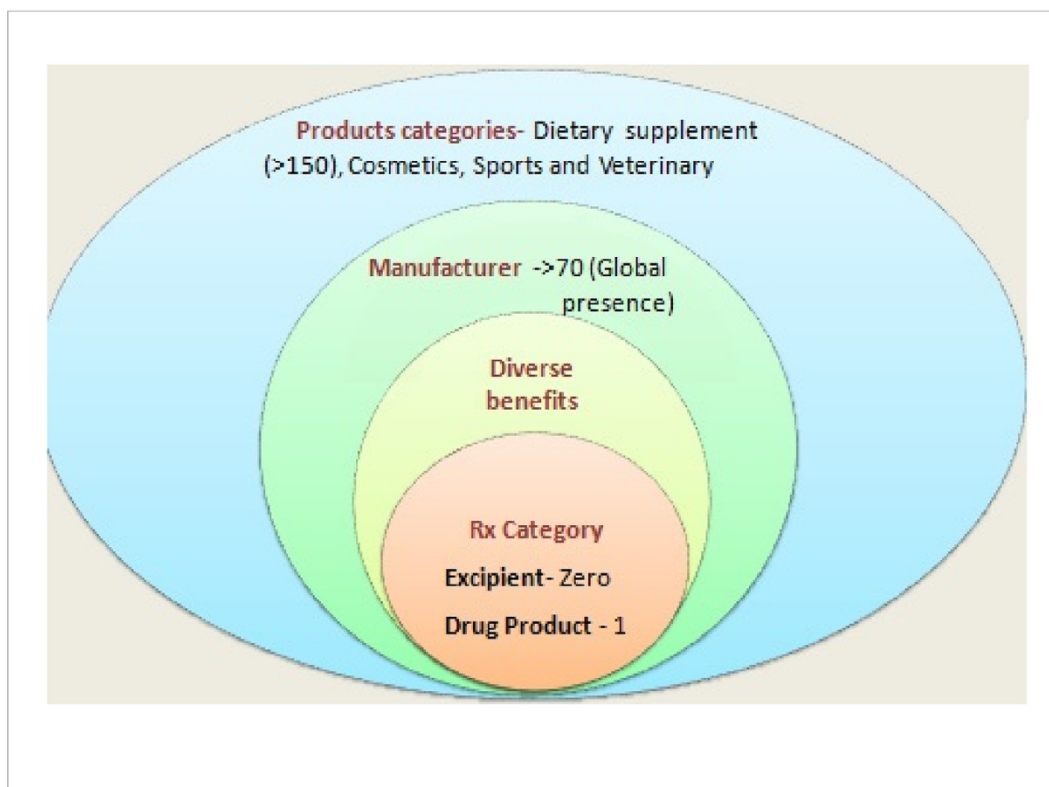 Products categories- Dietary supplement
(>150), Cosmetics, Sports and Veterinary
Manufacturer ->70 (Global
presence)
Diverse
benefits
Rx Category
Excipient- Zero
Drug Product - 1